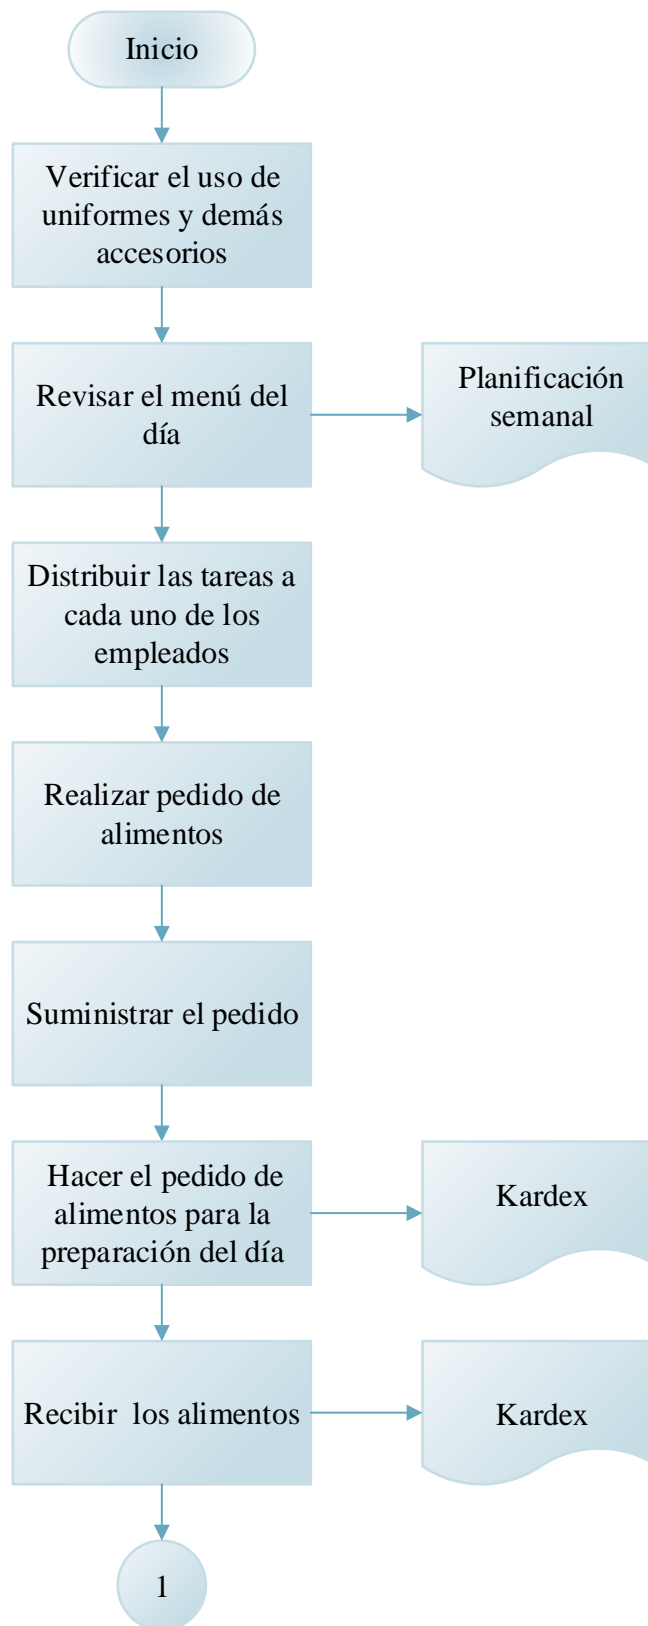 Inicio
Verificar el uso de
uniformes y demás
accesorios
Revisar el menú del
día
Planificación
semanal
Distribuir las tareas a
cada uno de los
empleados
Realizar pedido de
alimentos
Suministrar el pedido
Hacer el pedido de
alimentos para la
preparación del día
Kardex
Recibir los alimentos
Kardex
1